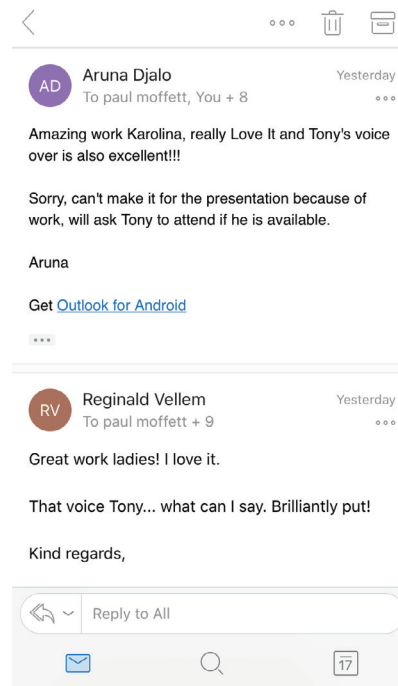 AD
Aruna Djalo
Yesterday
To paul moffett, You + 8
Amazing work Karolina, really Love It and Tony's voice
over is also excellent!!!
Sorry, can't make it for the presentation because of
work, will ask Tony to attend if he is available.
Aruna
Get Outlook for Android
RV
Reginald Vellem
Yesterday
To paul moffett + 9
Great work ladies! I love it.
That voice Tony... what can I say. Brilliantly put!
Kind regards,
Reply to All
17